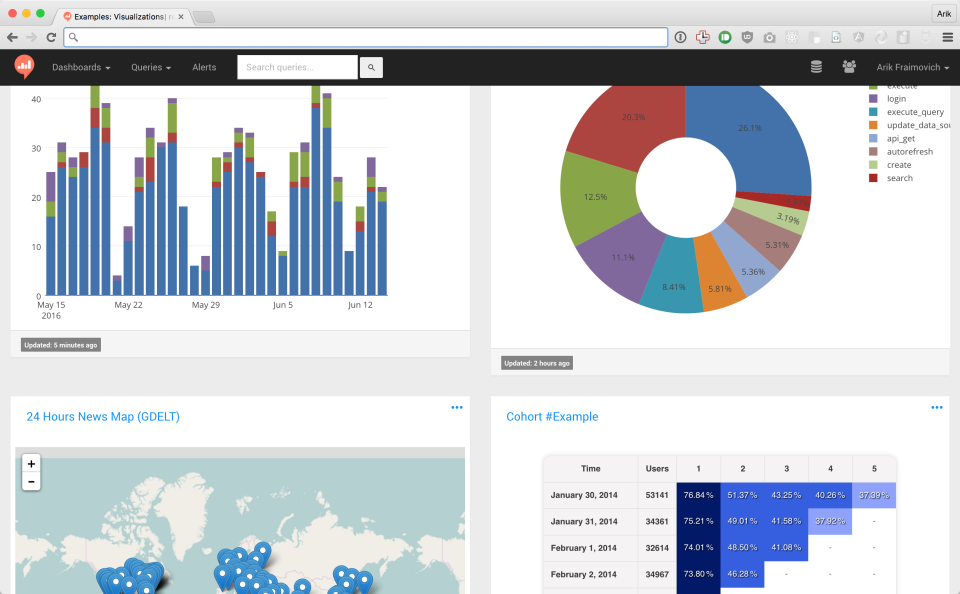 Examples: Visualizations|
Arik
Dashboards
Queries
Alerts
Search queries...
Arik Fraimovich
40
30
20
10
0
May 15
2016
May 22
May 29
Jun 5
Jun 12
Updated: 5 minutes ago
26.1%
20.3%
12.5%
11.1%
8.41%
5.81%
5.36%
5.31%
3.19%
execute
login
execute_query
update_data_sou
api_get
autorefresh
create
search
Updated: 2 hours ago
24 Hours News Map (GDELT)
+
-
Cohort #Example
Time Users 1 2 3 4 5
January 30, 2014 53141 76.84% 51.37% 43.25% 40.26% 37.39%
January 31, 2014 34361 75.21% 49.01% 41.58% 37.92% -
February 1, 2014 32614 74.01% 48.50% 41.08% - -
February 2, 2014 34967 73.80% 46.28% - - -